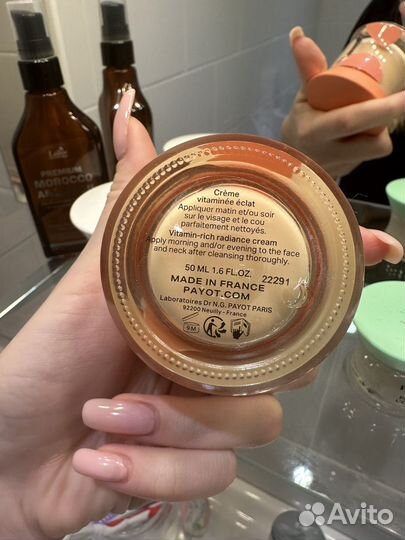 Lador
PREMIUM
MOROCCO
Crème
vitaminée éclat
Appliquer matin et/ou soir
sur le visage et le cou
parfaitement nettoyés.
Vitamin-rich radiance cream
Apply morning and/or evening to the face
and neck after cleansing thoroughly.
50 ML 1.6 FL.OZ. 22291
MADE IN FRANCE
PAYOT.COM
Laboratoires Dr N.G. PAYOT PARIS
92200 Neuilly - France
9M
Avito